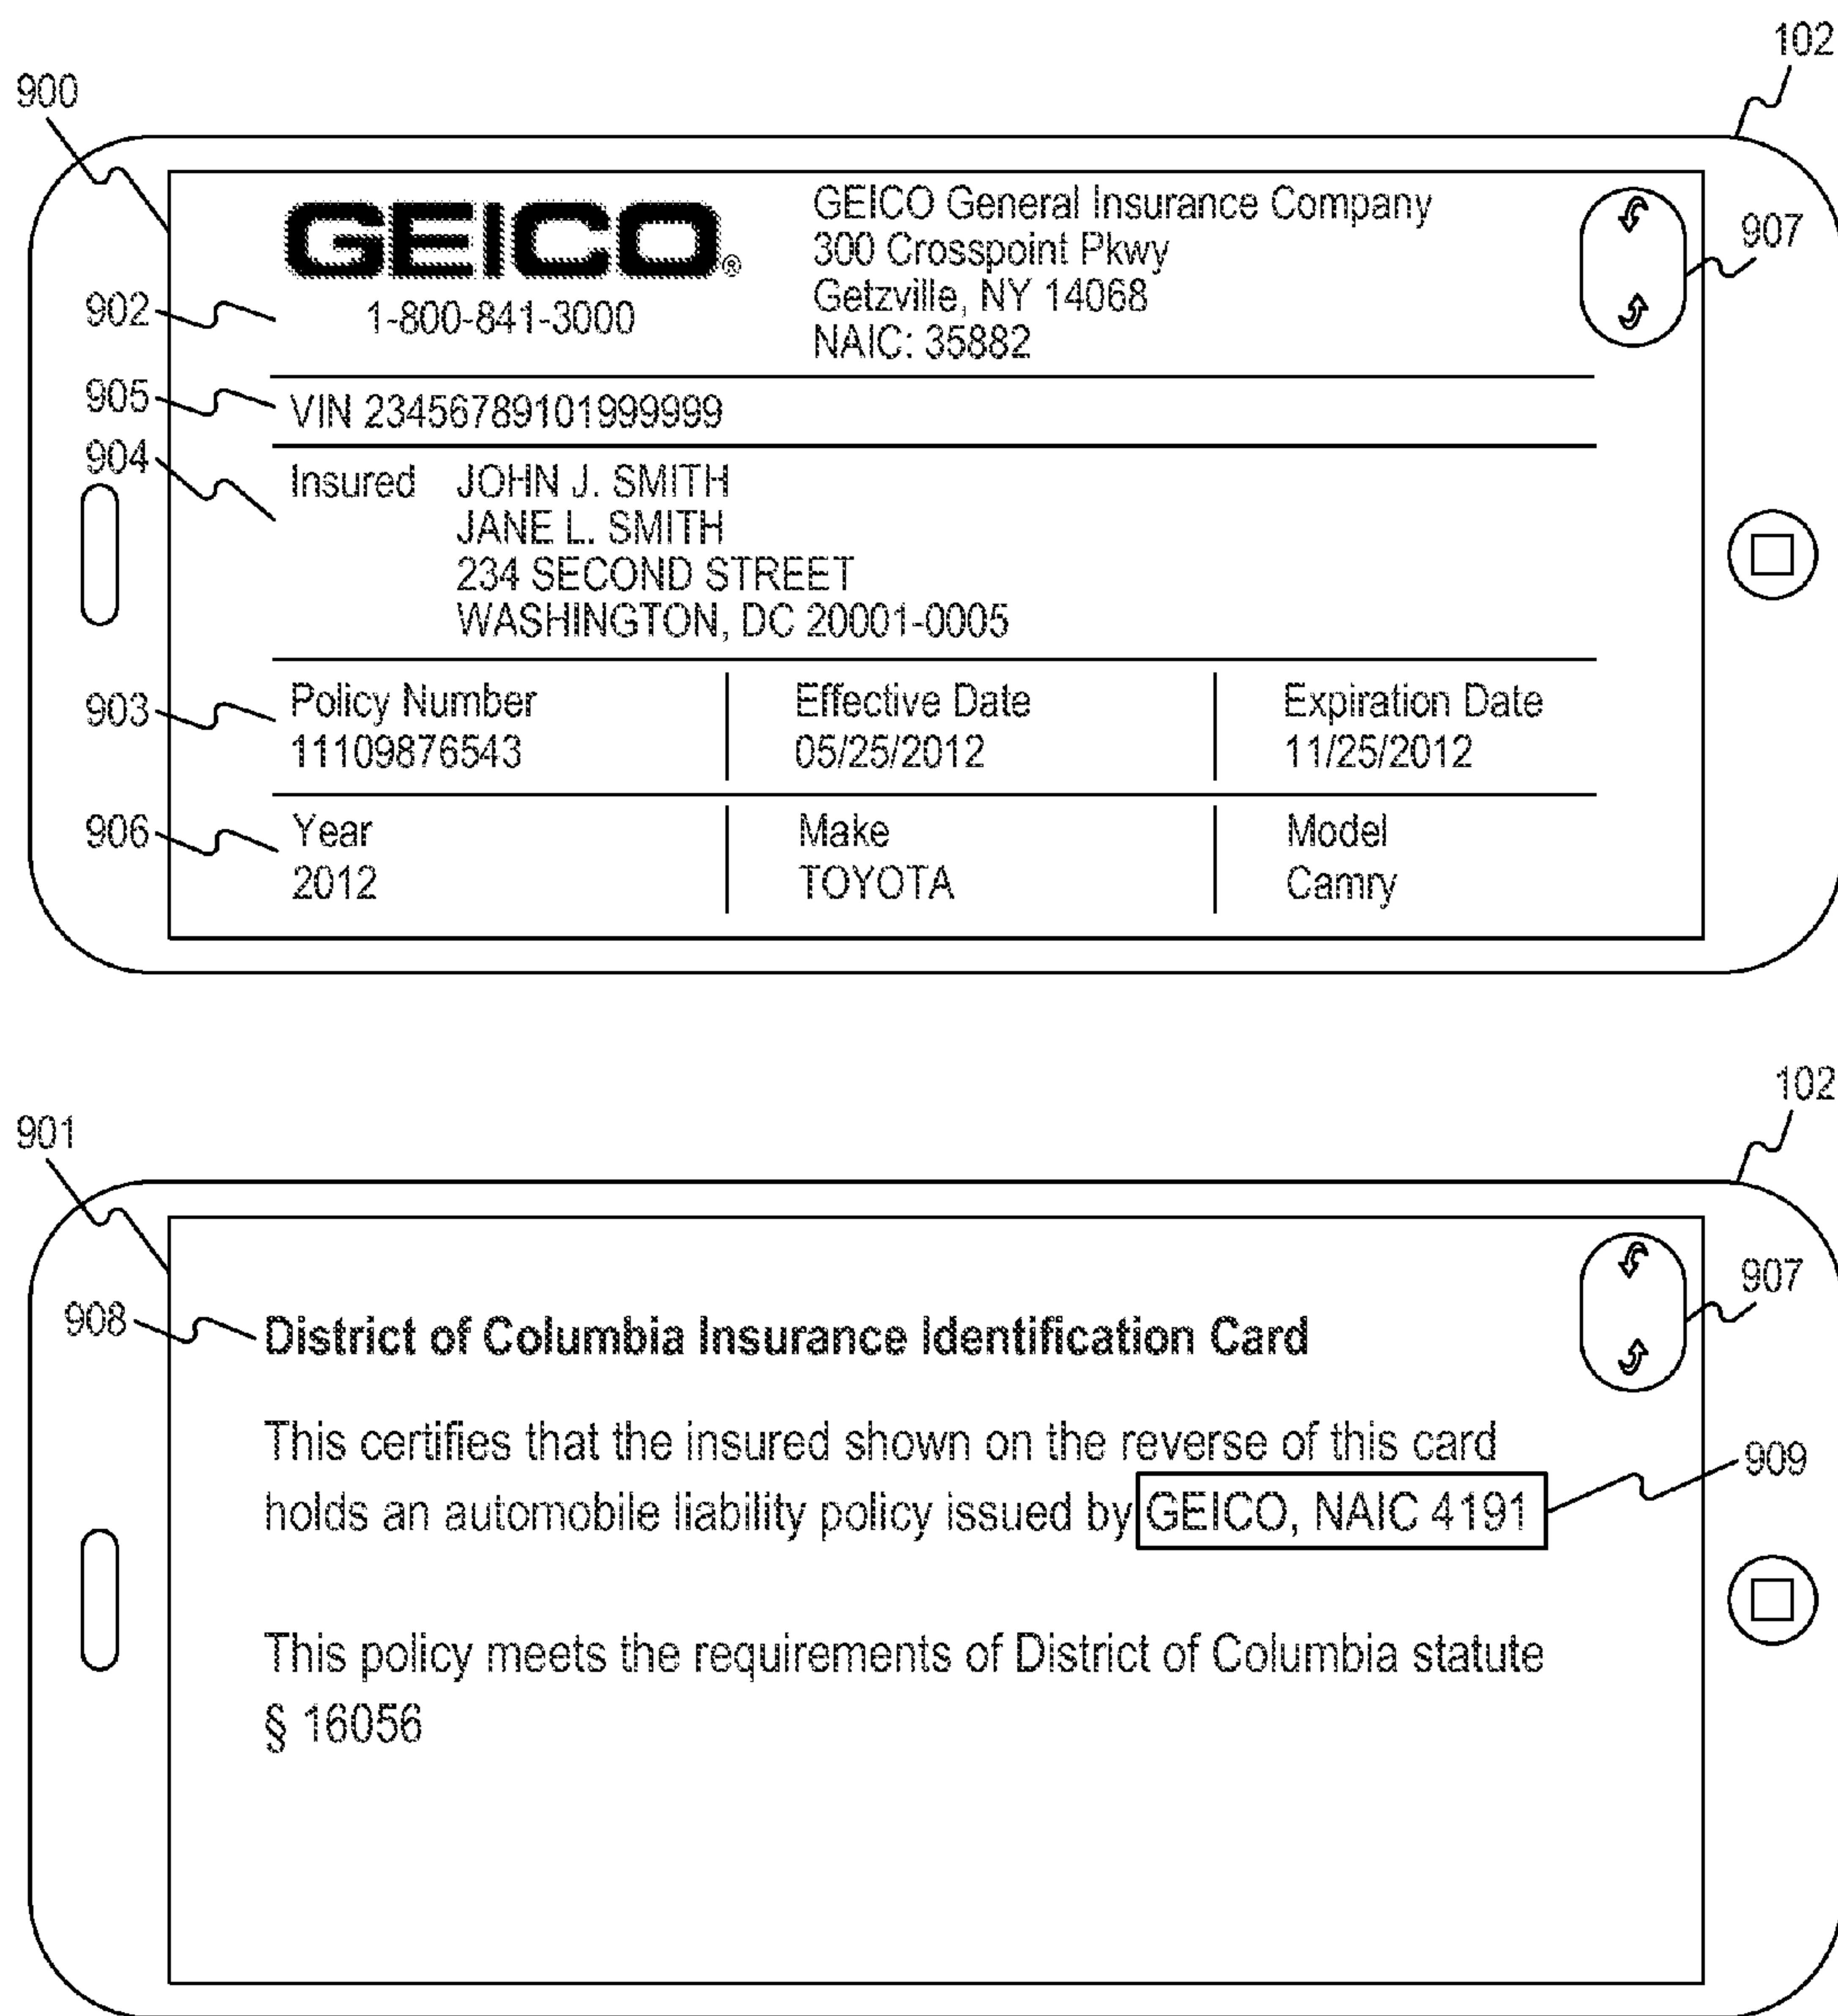 102
900
GEICO®
GEICO General Insurance Company
300 Crosspoint Pkwy
907
902
1-800-841-3000
Getzville, NY 14068
NAIC: 35882
905
VIN 23456789101999999
904
Insured JOHN J. SMITH
JANE L. SMITH
234 SECOND STREET
WASHINGTON, DC 20001-0005
903
Policy Number Effective Date Expiration Date
11109876543 05/25/2012 11/25/2012
906
Year Make Model
2012 TOYOTA Camry
102
901
907
908
District of Columbia Insurance Identification Card
This certifies that the insured shown on the reverse of this card
909
holds an automobile liability policy issued by GEICO, NAIC 4191
This policy meets the requirements of District of Columbia statute
§ 16056